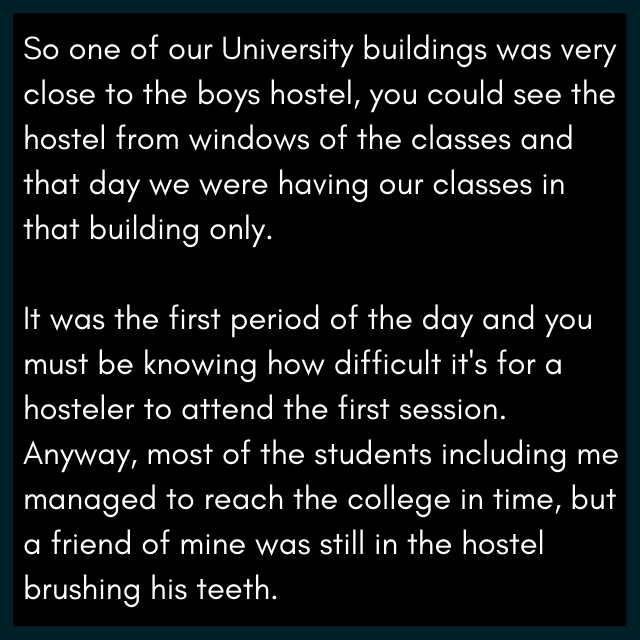 So one of our University buildings was very
close to the boys hostel, you could see the
hostel from windows of the classes and
that day we were having our classes in
that building only.
It was the first period of the day and you
must be knowing how difficult it's for a
hosteler to attend the first session.
Anyway, most of the students including me
managed to reach the college in time, but
a friend of mine was still in the hostel
brushing his teeth.